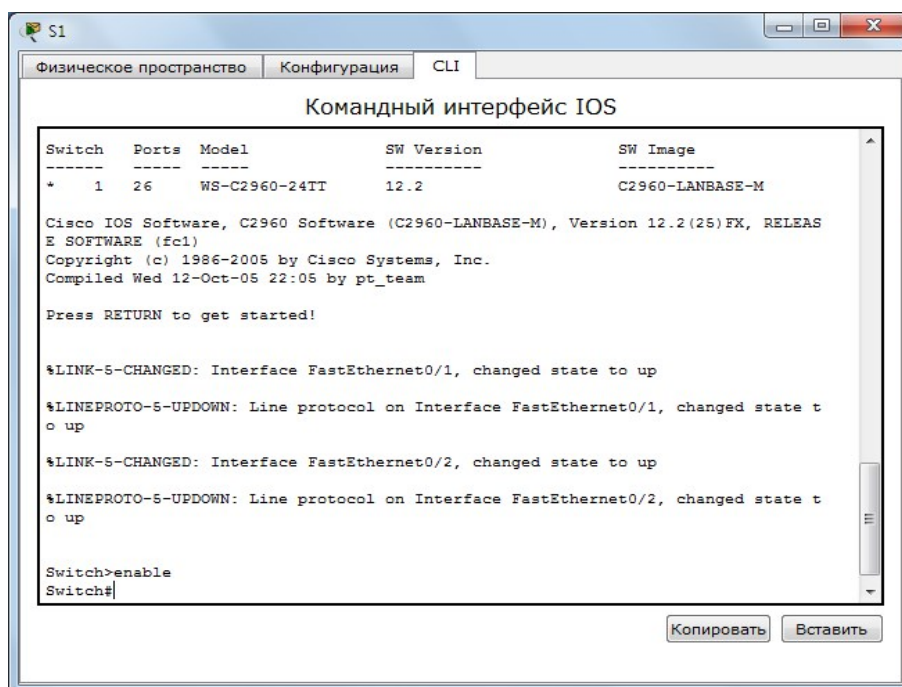 S1
Физическое пространство Конфигурация CLI
Командный интерфейс IOS
Switch Ports Model SW Version SW Image
------ ----- ----- ---------- ----------
* 1 26 WS-C2960-24TT 12.2 C2960-LANBASE-M
Cisco IOS Software, C2960 Software (C2960-LANBASE-M), Version 12.2(25)FX, RELEAS
E SOFTWARE (fc1)
Copyright (c) 1986-2005 by Cisco Systems, Inc.
Compiled Wed 12-Oct-05 22:05 by pt_team
Press RETURN to get started!
%LINK-5-CHANGED: Interface FastEthernet0/1, changed state to up
%LINEPROTO-5-UPDOWN: Line protocol on Interface FastEthernet0/1, changed state t
o up
%LINK-5-CHANGED: Interface FastEthernet0/2, changed state to up
%LINEPROTO-5-UPDOWN: Line protocol on Interface FastEthernet0/2, changed state t
o up
Switch>enable
Switch#
Копировать Вставить